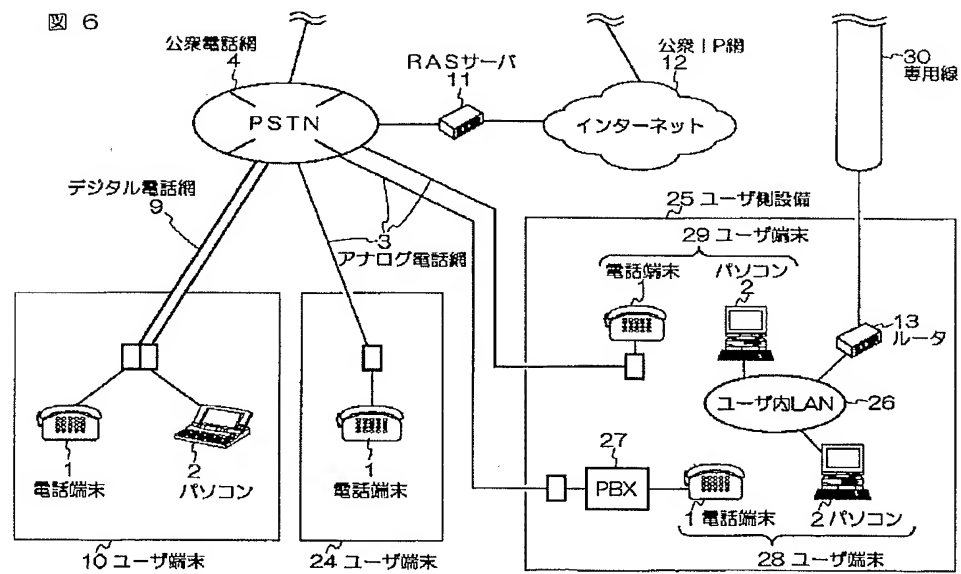 図 6
公衆電話網
4
PSTN
RASサーバ
11
公衆IP網
12
インターネット
30
専用線
デジタル電話網
9
3
アナログ電話網
25 ユーザ側設備
29 ユーザ端末
電話端末
1
パソコン
2
13
ルータ
ユーザ内LAN
26
27
PBX
1 電話端末
2 パソコン
28 ユーザ端末
1
電話端末
2
パソコン
10 ユーザ端末
1
電話端末
24 ユーザ端末